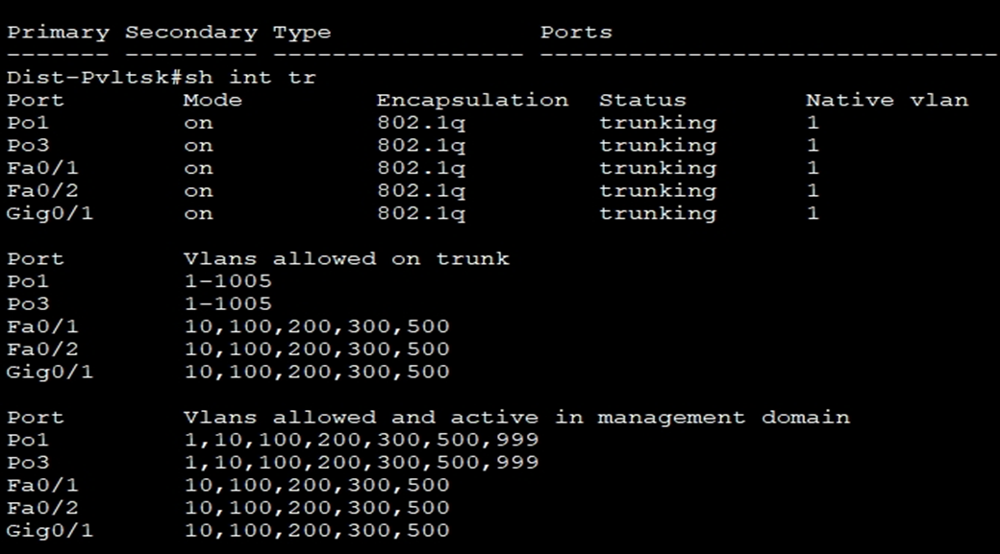 Primary Secondary Type              Ports
------- --------- ----------------- -------------------------------
Dist-Pvltsk#sh int tr
Port        Mode         Encapsulation  Status        Native vlan
Po1         on           802.1q         trunking      1
Po3         on           802.1q         trunking      1
Fa0/1       on           802.1q         trunking      1
Fa0/2       on           802.1q         trunking      1
Gig0/1      on           802.1q         trunking      1

Port        Vlans allowed on trunk
Po1         1-1005
Po3         1-1005
Fa0/1       10,100,200,300,500
Fa0/2       10,100,200,300,500
Gig0/1      10,100,200,300,500

Port        Vlans allowed and active in management domain
Po1         1,10,100,200,300,500,999
Po3         1,10,100,200,300,500,999
Fa0/1       10,100,200,300,500
Fa0/2       10,100,200,300,500
Gig0/1      10,100,200,300,500